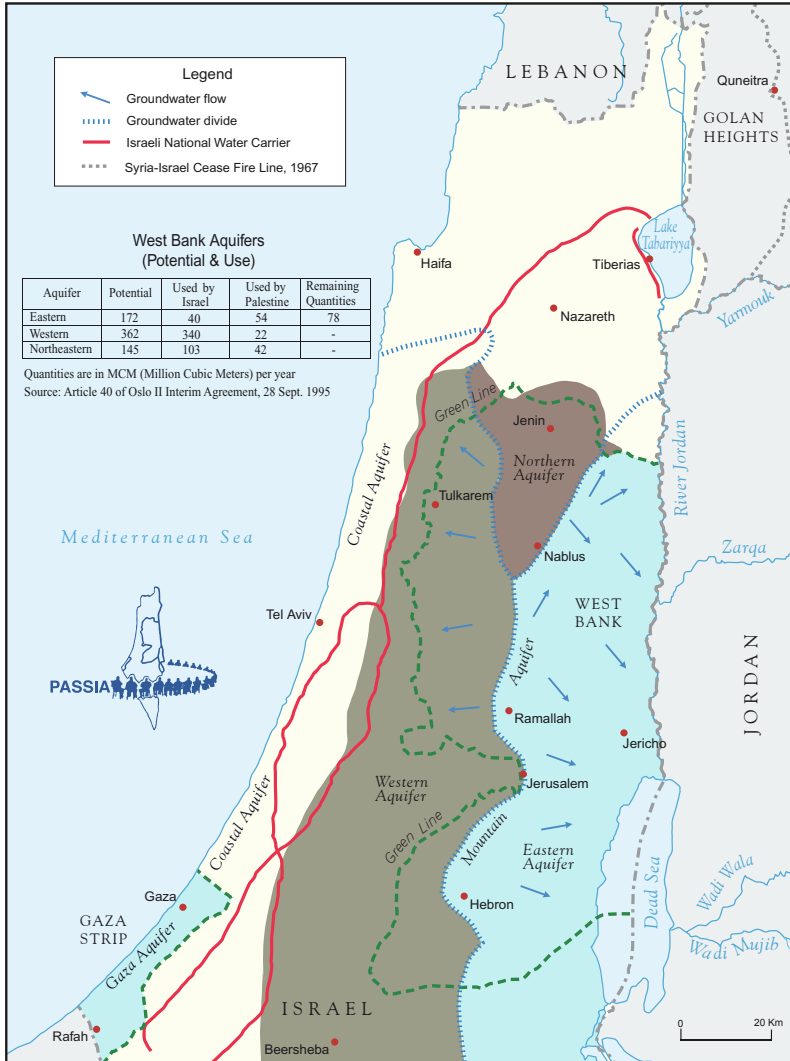 Legend
Groundwater flow
Groundwater divide
Israeli National Water Carrier
Syria-Israel Cease Fire Line, 1967
LEBANON
Quneitra
GOLAN
HEIGHTS
West Bank Aquifers
(Potential & Use)
Aquifer Potential Used by Israel Used by Palestine Remaining Quantities
Eastern 172 40 54 78
Western 362 340 22 -
Northeastern 145 103 42 -
Quantities are in MCM (Million Cubic Meters) per year
Source: Article 40 of Oslo II Interim Agreement, 28 Sept. 1995
Lake
Tabariyya
Haifa
Tiberias
Nazareth
Yarmouk
Green Line
Jenin
Northern
Aquifer
Coastal Aquifer
Tulkarem
River Jordan
Mediterranean Sea
Nablus
Zarqa
WEST
BANK
Tel Aviv
PASSIA
Aquifer
JORDAN
Ramallah
Jericho
Western
Aquifer
Jerusalem
Coastal Aquifer
Green Line
Mountain
Eastern
Aquifer
Dead Sea
Wadi Wala
Gaza
Hebron
GAZA
STRIP
Gaza Aquifer
Wadi Mujib
ISRAEL
Rafah
Beersheba
0 20 Km